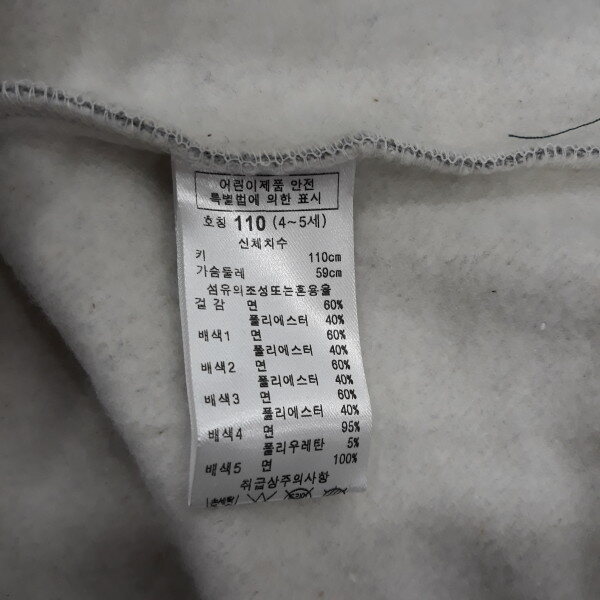 어린이제품 안전
특별법에 의한 표시
호칭 110 (4~5세)
신체치수
키 110cm
가슴둘레 59cm
섬유의조성또는혼용율
겉 감 면 60%
폴리에스터 40%
배색1 면 60%
폴리에스터 40%
배색2 면 60%
폴리에스터 40%
배색3 면 60%
폴리에스터 40%
배색4 면 95%
폴리우레탄 5%
배색5 면 100%
취급상주의사항
손세탁